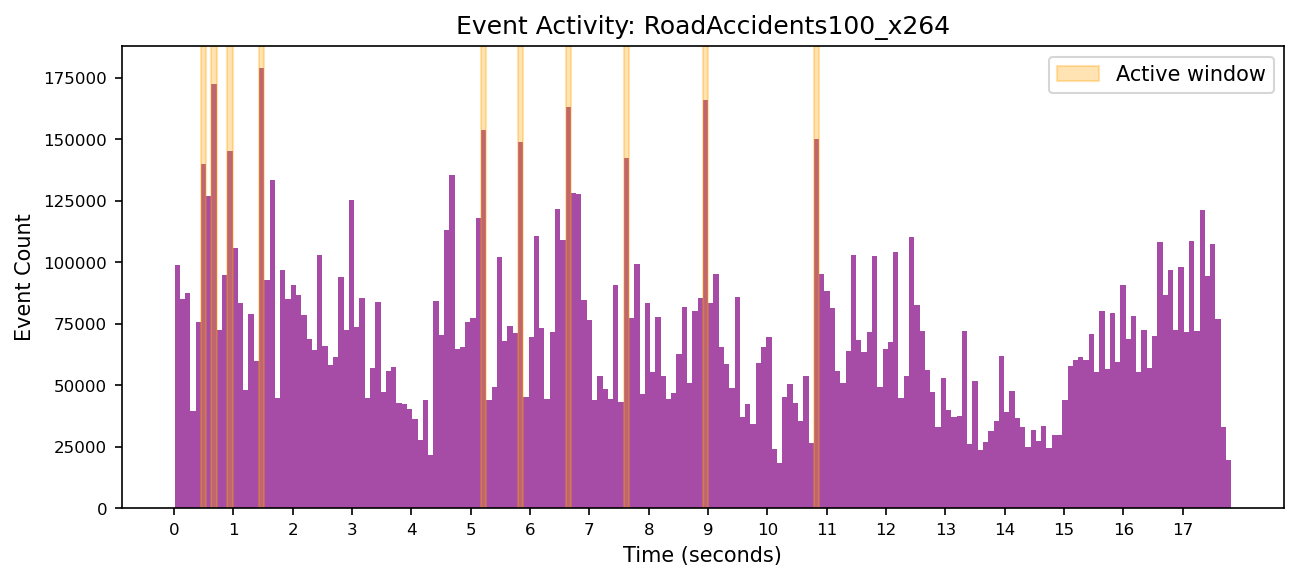 Event Activity: RoadAccidents100_x264
Active window
Event Count
175000
150000
125000
100000
75000
50000
25000
0
0 1 2 3 4 5 6 7 8 9 10 11 12 13 14 15 16 17
Time (seconds)